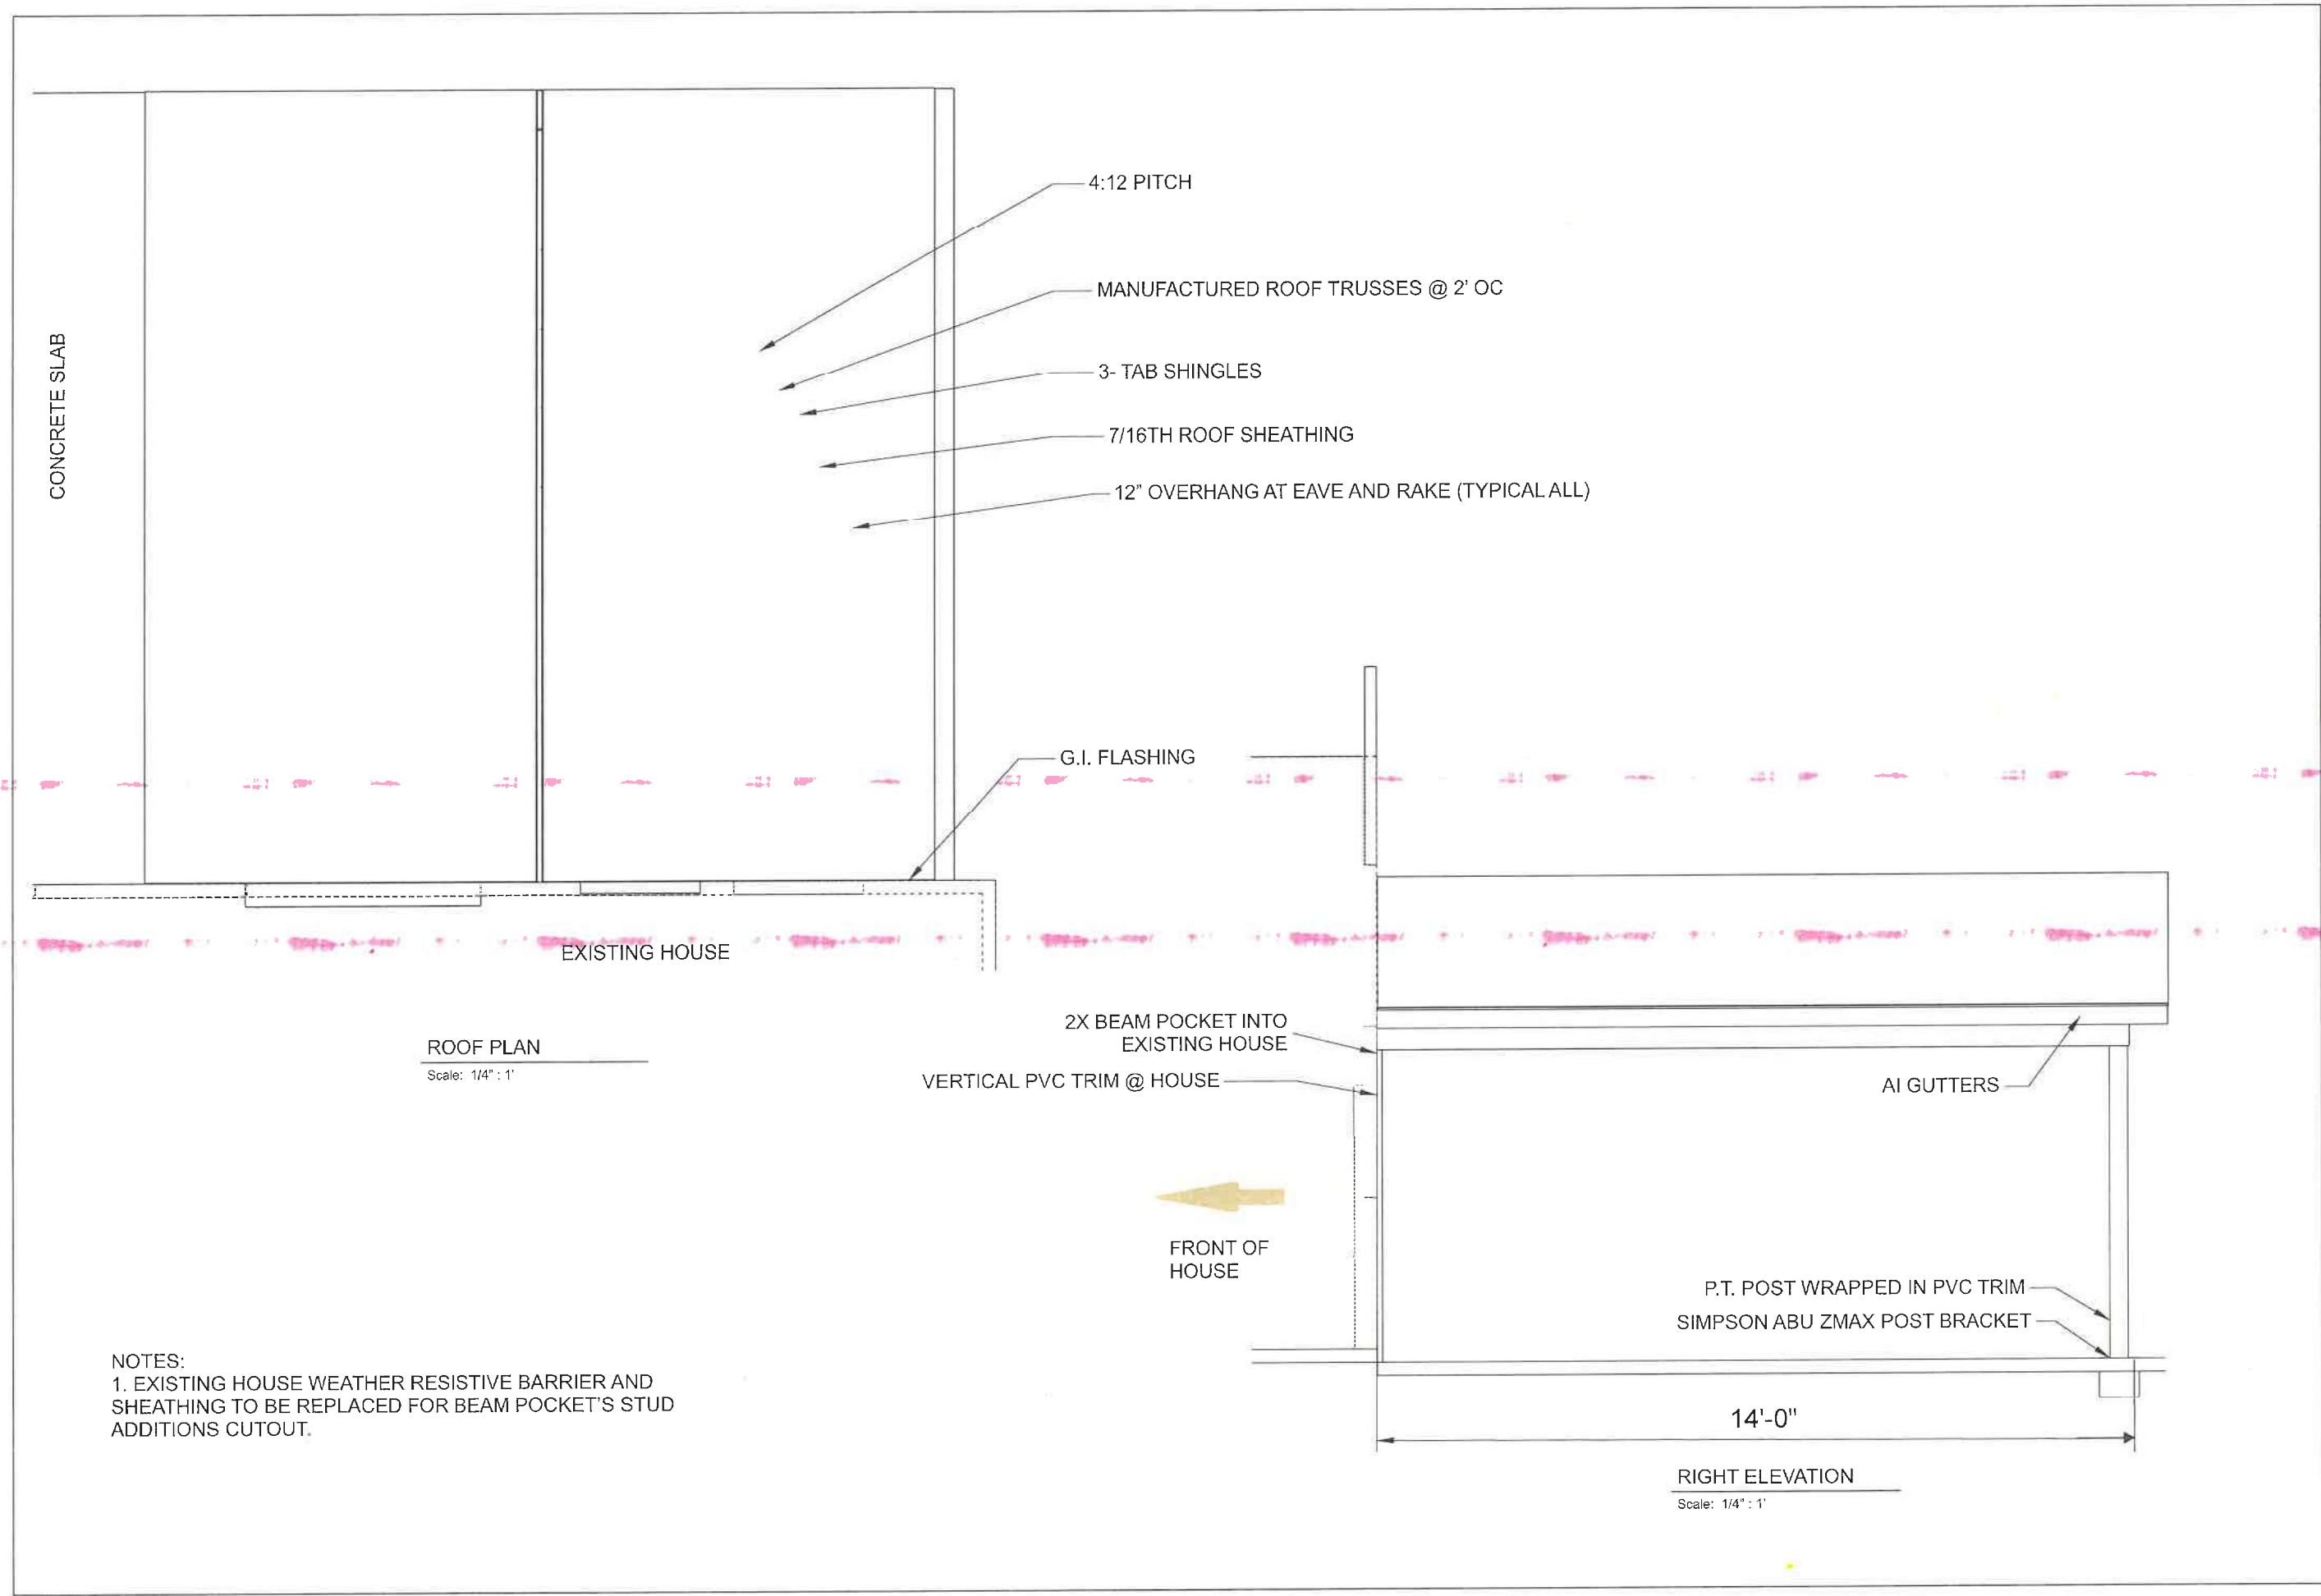 CONCRETE SLAB
4:12 PITCH
MANUFACTURED ROOF TRUSSES @ 2' OC
3- TAB SHINGLES
7/16TH ROOF SHEATHING
12" OVERHANG AT EAVE AND RAKE (TYPICAL ALL)
G.I. FLASHING
EXISTING HOUSE
ROOF PLAN
Scale: 1/4" : 1'
2X BEAM POCKET INTO
EXISTING HOUSE
VERTICAL PVC TRIM @ HOUSE
AI GUTTERS
FRONT OF
HOUSE
P.T. POST WRAPPED IN PVC TRIM
SIMPSON ABU ZMAX POST BRACKET
14'-0"
RIGHT ELEVATION
Scale: 1/4" : 1'
NOTES:
1. EXISTING HOUSE WEATHER RESISTIVE BARRIER AND
SHEATHING TO BE REPLACED FOR BEAM POCKET'S STUD
ADDITIONS CUTOUT.